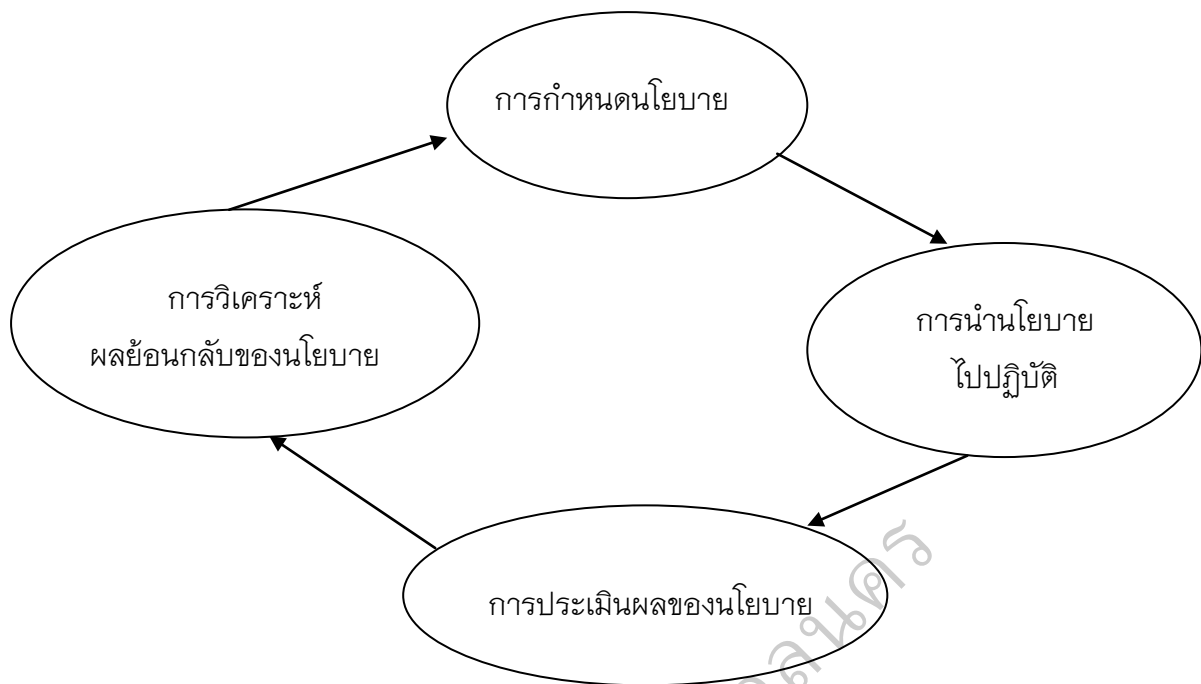 การกำหนดนโยบาย
การวิเคราะห์
ผลย้อนกลับของนโยบาย
การนำนโยบาย
ไปปฏิบัติ
การประเมินผลของนโยบาย